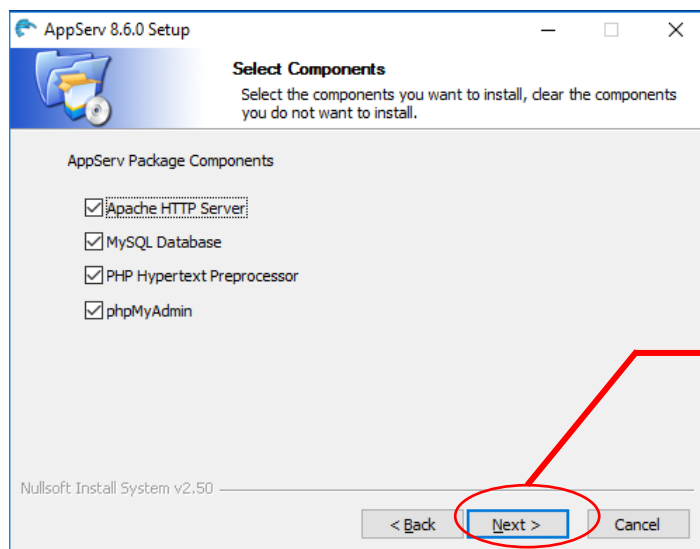 AppServ 8.6.0 Setup
Select Components
Select the components you want to install, clear the components
you do not want to install.
AppServ Package Components
Apache HTTP Server
MySQL Database
PHP Hypertext Preprocessor
phpMyAdmin
Nullsoft Install System v2.50
< Back Next > Cancel